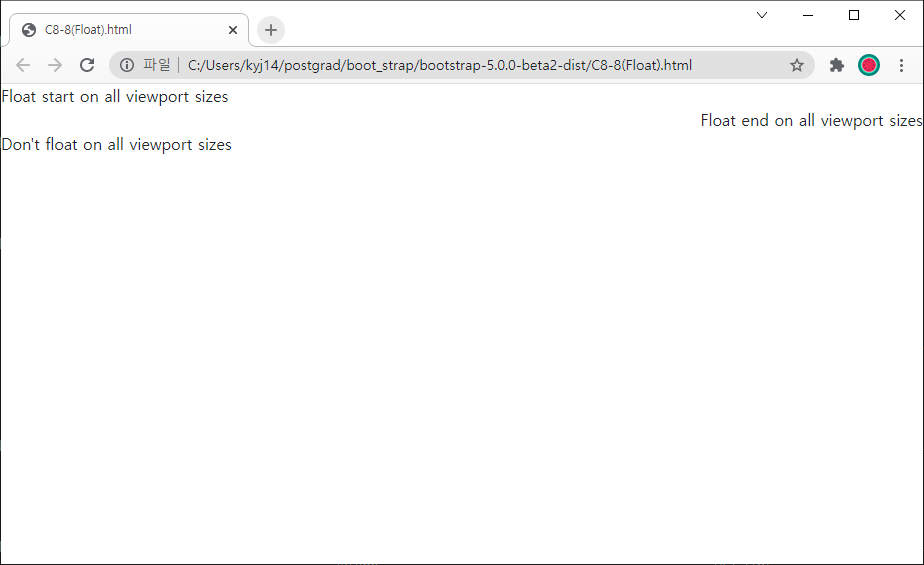 C8-8(Float).html
파일 C:/Users/kyj14/postgrad/boot_strap/bootstrap-5.0.0-beta2-dist/C8-8(Float).html
Float start on all viewport sizes
Float end on all viewport sizes
Don't float on all viewport sizes